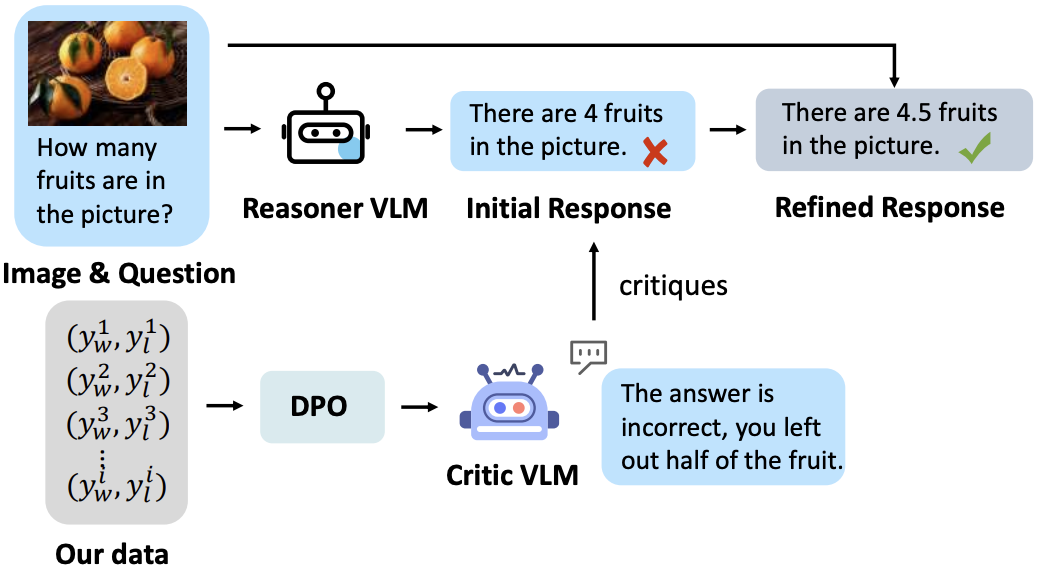 How many
fruits are in
the picture?
Image & Question
Reasoner VLM
There are 4 fruits
in the picture.
Initial Response
There are 4.5 fruits
in the picture.
Refined Response
critiques
(y_w^1, y_l^1)
(y_w^2, y_l^2)
(y_w^3, y_l^3)
⋮
(y_w^i, y_l^i)
Our data
DPO
Critic VLM
The answer is
incorrect, you left
out half of the fruit.